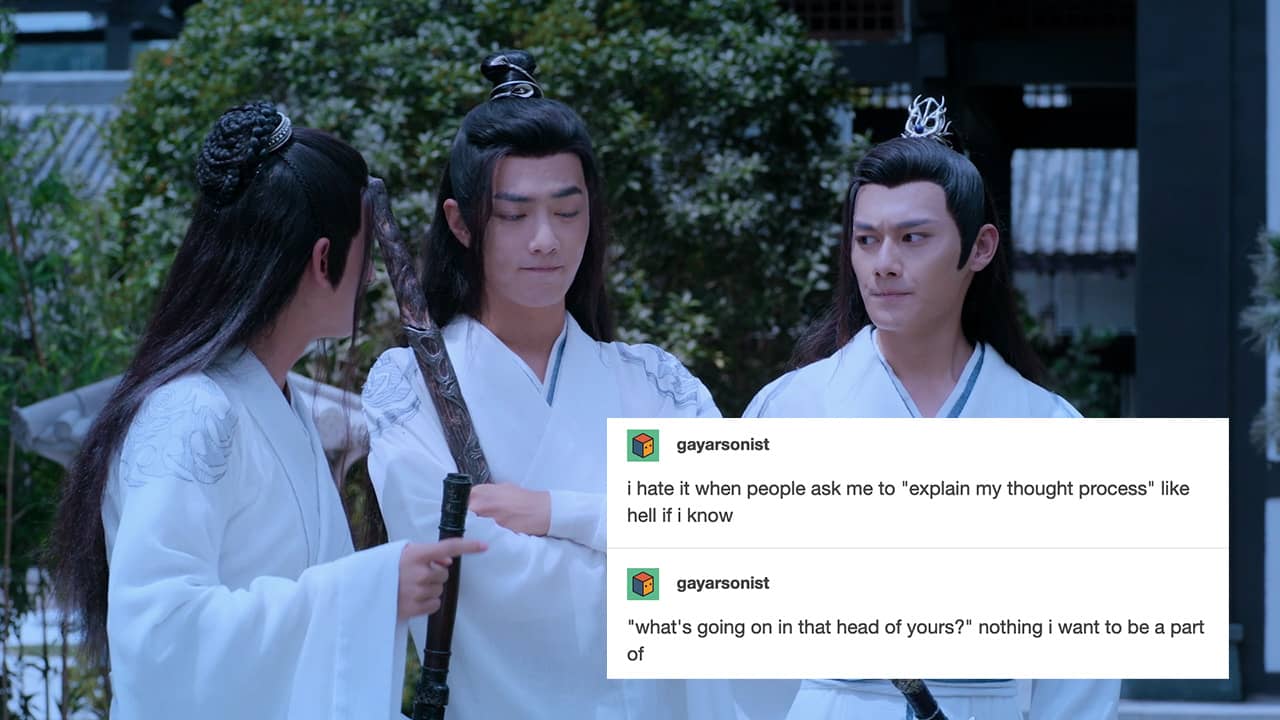 gayarsonist
i hate it when people ask me to "explain my thought process" like
hell if i know
gayarsonist
"what's going on in that head of yours?" nothing i want to be a part
of